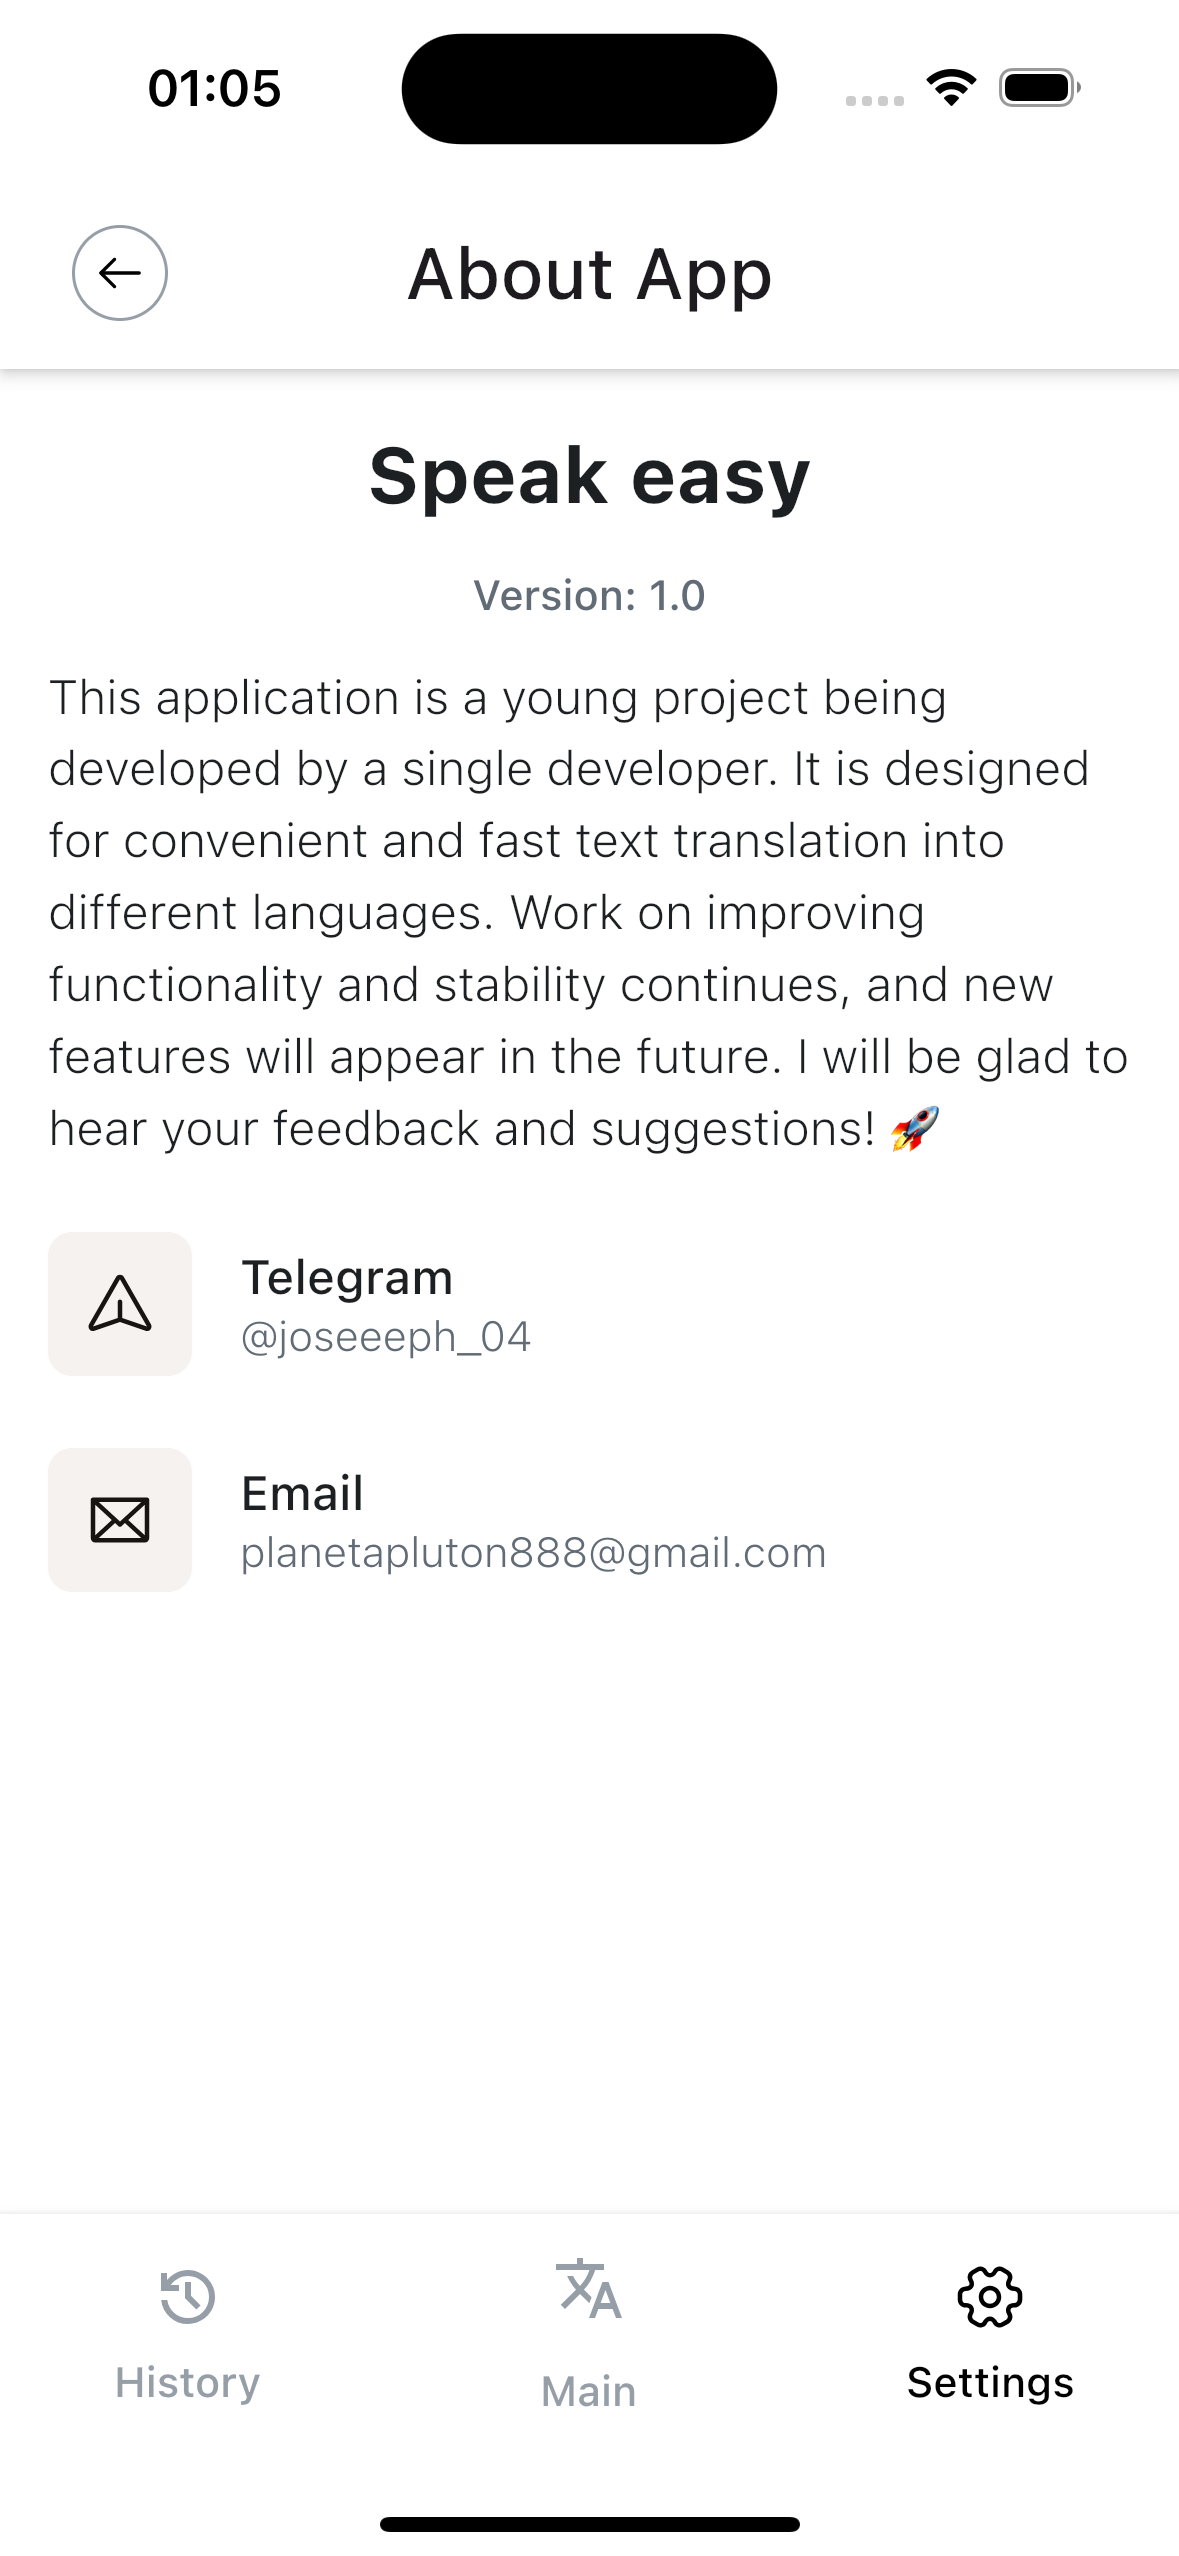 01:05
About App
Speak easy
Version: 1.0
This application is a young project being
developed by a single developer. It is designed
for convenient and fast text translation into
different languages. Work on improving
functionality and stability continues, and new
features will appear in the future. I will be glad to
hear your feedback and suggestions! 🚀
Telegram
@joseeeph_04
Email
planetapluton888@gmail.com
History
Main
Settings